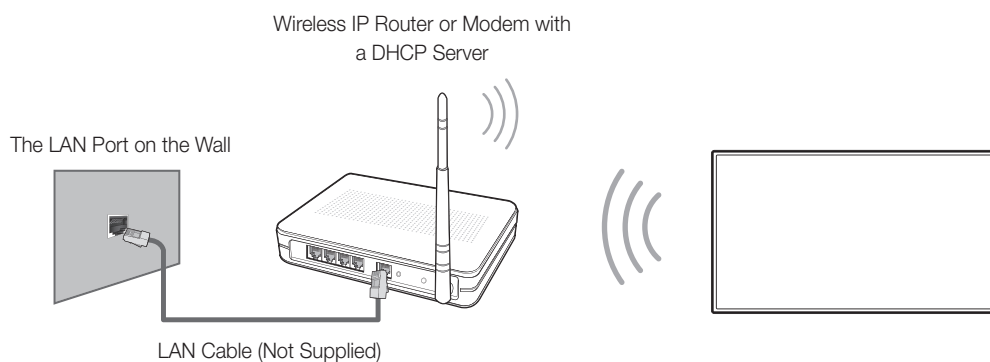 Wireless IP Router or Modem with
a DHCP Server
The LAN Port on the Wall
LAN Cable (Not Supplied)